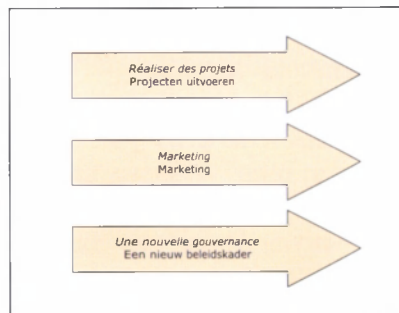 Réaliser des projets
Projecten uitvoeren
Marketing
Marketing
Une nouvelle gouvernance
Een nieuw beleidskader